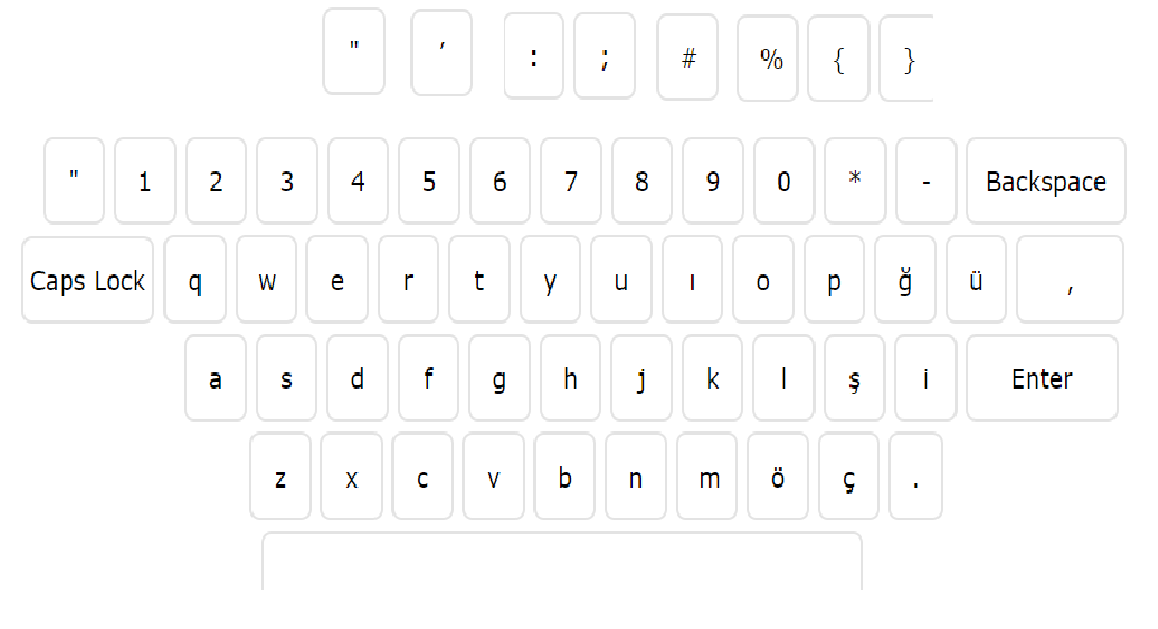 " ‘ : ; # % { }
" 1 2 3 4 5 6 7 8 9 0 * - Backspace
Caps Lock q w e r t y u ı o p ğ ü ,
a s d f g h j k l ş i Enter
z x c v b n m ö ç .